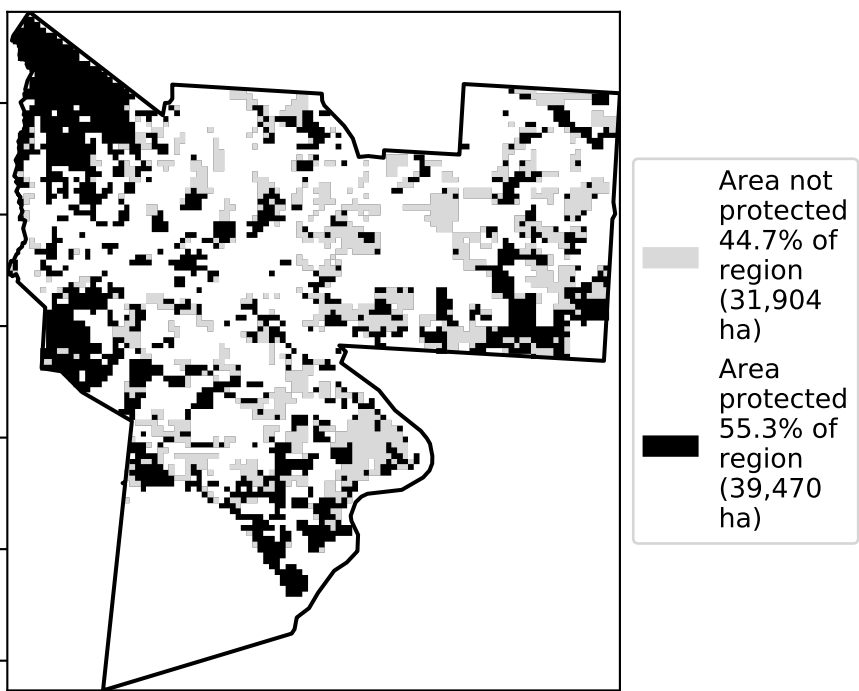 Area not
protected
44.7% of
region
(31,904
ha)
Area
protected
55.3% of
region
(39,470
ha)